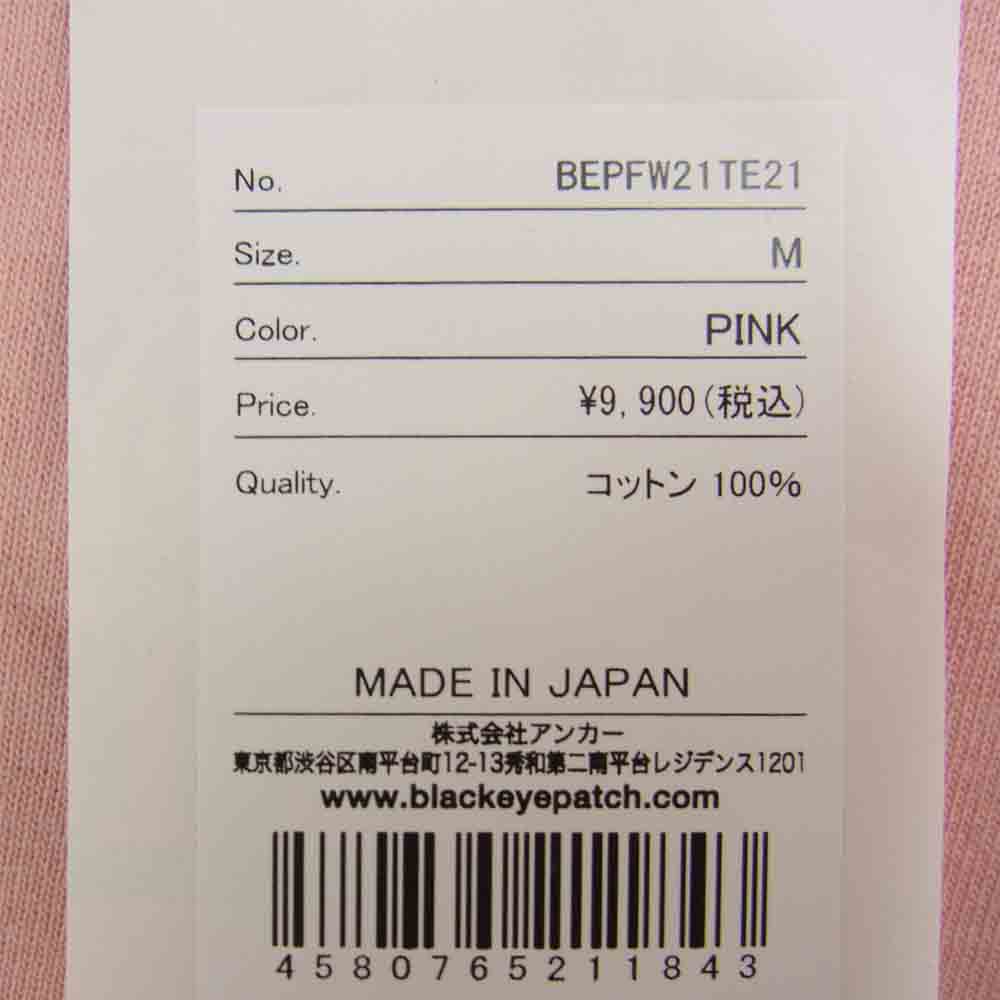 No. BEPFW21TE21
Size. M
Color. PINK
Price. ¥9,900(税込)
Quality. コットン 100%
MADE IN JAPAN
株式会社アンカー
東京都渋谷区南平台町12-13秀和第二南平台レジデンス1201
www.blackeyepatch.com
4580765211843